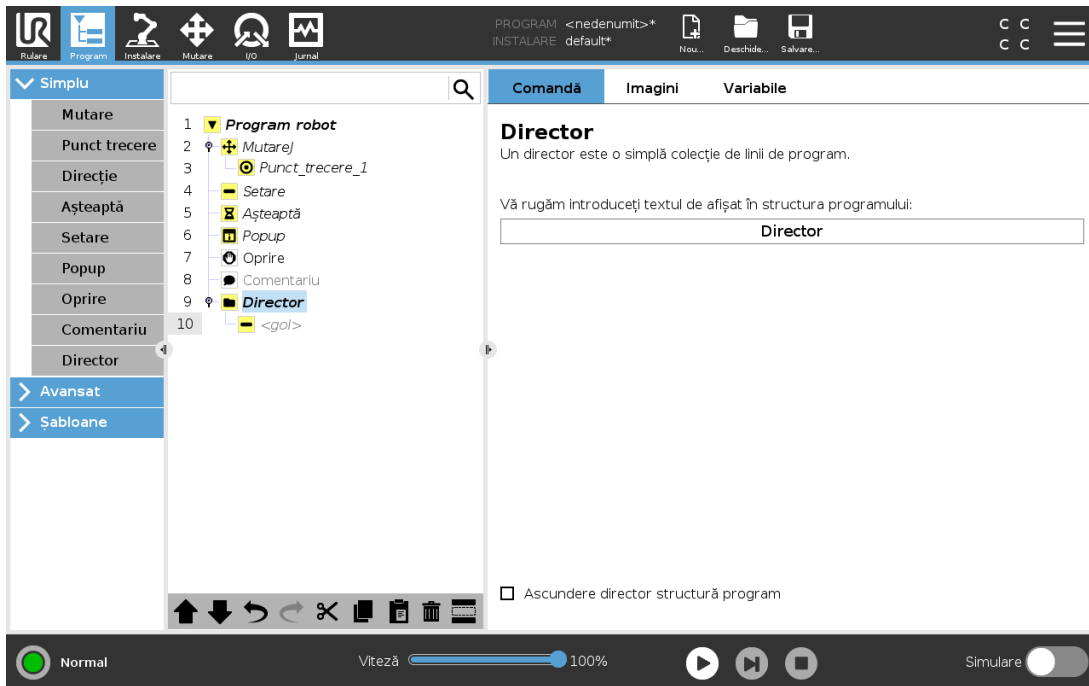 PROGRAM <nedenumit>*
INSTALARE default*
C C
C C
Rulare Program Instalare Mutare I/O Jurnal Nou... Deschide... Salvare...
Simplu
Mutare
Punct trecere
Direcție
Așteaptă
Setare
Popup
Oprire
Comentariu
Director
Avansat
Șabloane
1 Program robot
2 MutareJ
3 Punct_trecere_1
4 Setare
5 Așteaptă
6 Popup
7 Oprire
8 Comentariu
9 Director
10 <gol>
Comandă Imagini Variabile
Director
Un director este o simplă colecție de linii de program.
Vă rugăm introduceți textul de afișat în structura programului:
Director
Ascundere director structură program
Normal Viteză 100% Simulare